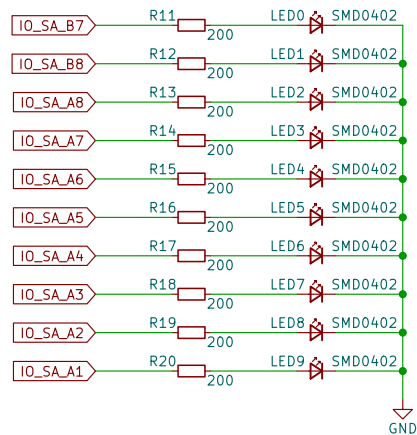 IO_SA_B7 R11 200 LED0 SMD0402
IO_SA_B8 R12 200 LED1 SMD0402
IO_SA_A8 R13 200 LED2 SMD0402
IO_SA_A7 R14 200 LED3 SMD0402
IO_SA_A6 R15 200 LED4 SMD0402
IO_SA_A5 R16 200 LED5 SMD0402
IO_SA_A4 R17 200 LED6 SMD0402
IO_SA_A3 R18 200 LED7 SMD0402
IO_SA_A2 R19 200 LED8 SMD0402
IO_SA_A1 R20 200 LED9 SMD0402
GND